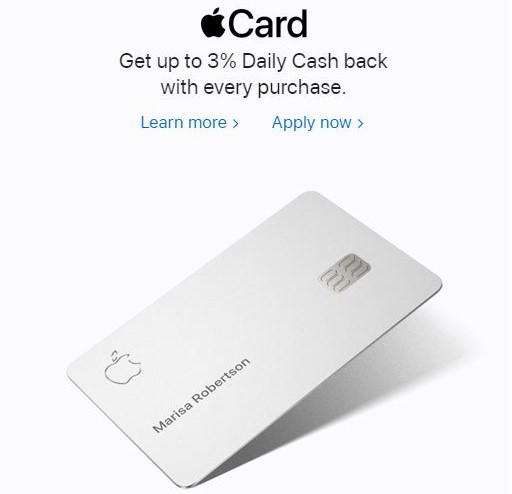 Card
Get up to 3% Daily Cash back
with every purchase.
Learn more >
Apply now >
Marisa Robertson